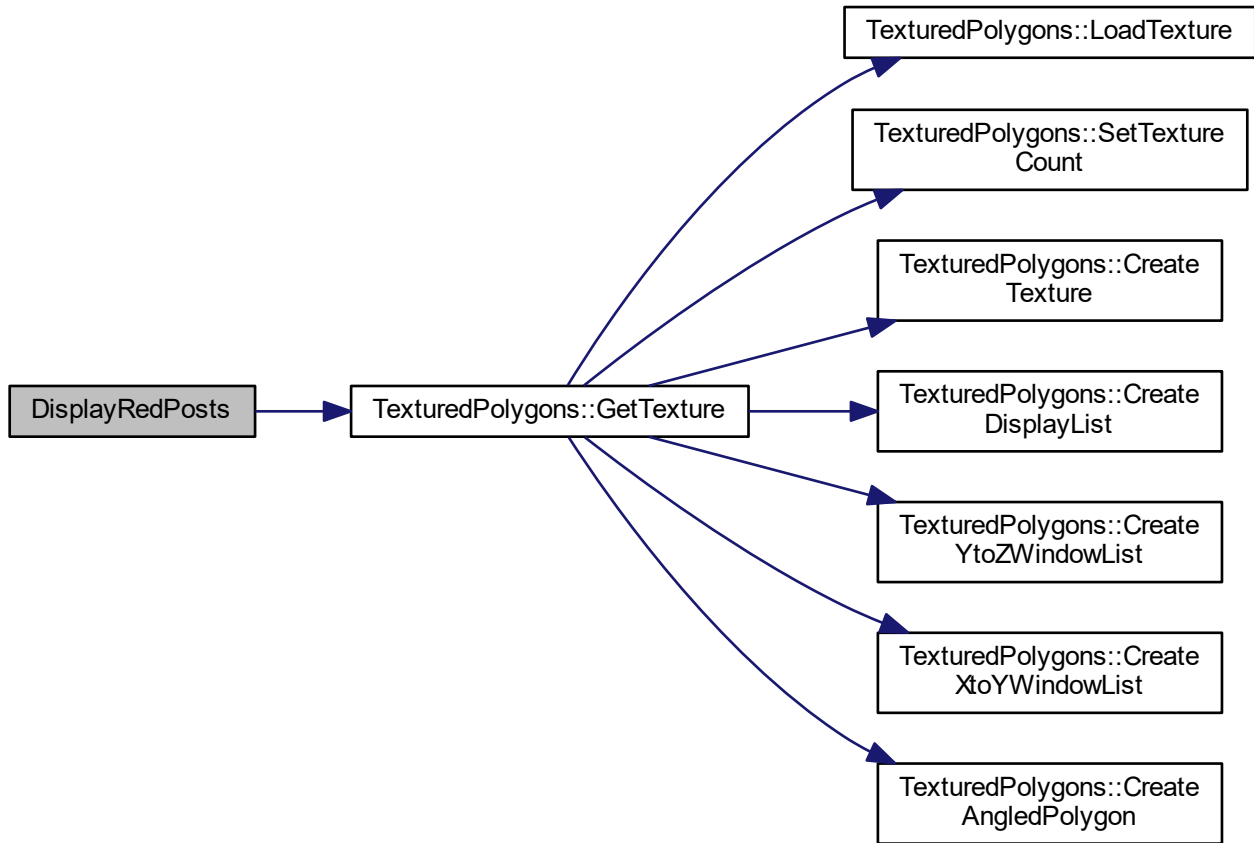 DisplayRedPosts
TexturedPolygons::GetTexture
TexturedPolygons::LoadTexture
TexturedPolygons::SetTexture
Count
TexturedPolygons::Create
Texture
TexturedPolygons::Create
DisplayList
TexturedPolygons::Create
YtoZWindowList
TexturedPolygons::Create
XtoYWindowList
TexturedPolygons::Create
AngledPolygon